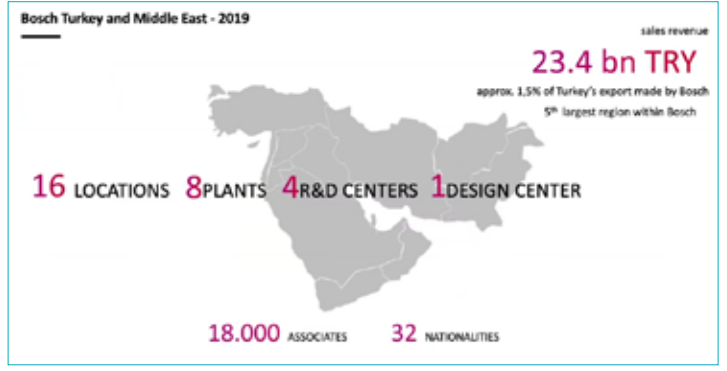 Bosch Turkey and Middle East - 2019
sales revenue
23.4 bn TRY
approx. 1,5% of Turkey's export made by Bosch
5th largest region within Bosch
16 LOCATIONS 8PLANTS 4R&D CENTERS 1DESIGN CENTER
18.000 ASSOCIATES 32 NATIONALITIES